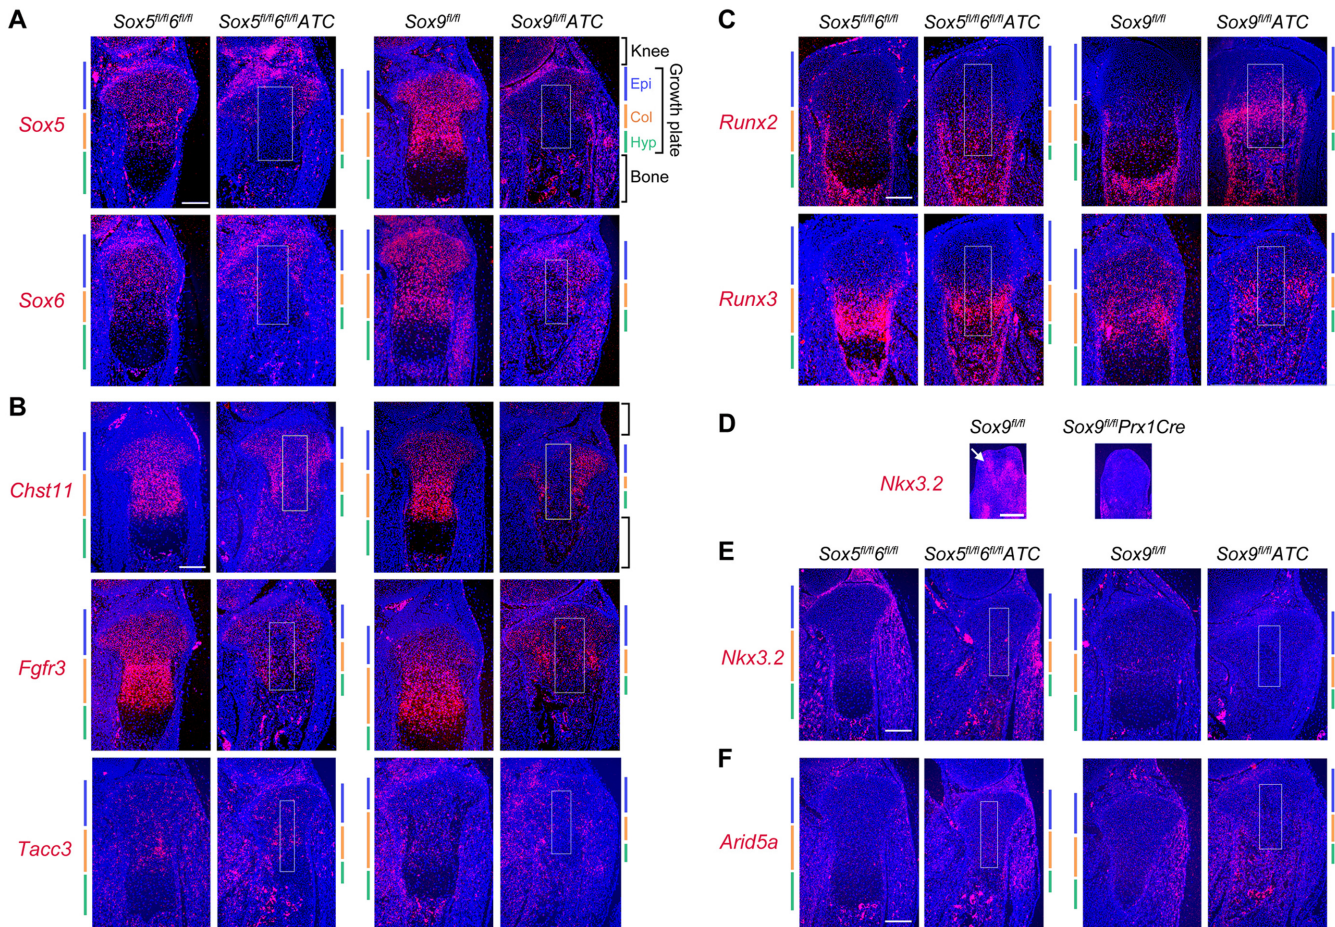 A
Sox5fl/fl6fl/fl
Sox5fl/fl6fl/flATC
Sox9fl/fl
Sox9fl/flATC
Sox5
Knee
Epi
Col
Hyp
Growth plate
Bone
Sox6
B
Chst11
Fgfr3
Tacc3
C
Sox5fl/fl6fl/fl
Sox5fl/fl6fl/flATC
Sox9fl/fl
Sox9fl/flATC
Runx2
Runx3
D
Sox9fl/fl
Sox9fl/flPrx1Cre
Nkx3.2
E
Sox5fl/fl6fl/fl
Sox5fl/fl6fl/flATC
Sox9fl/fl
Sox9fl/flATC
Nkx3.2
F
Arid5a